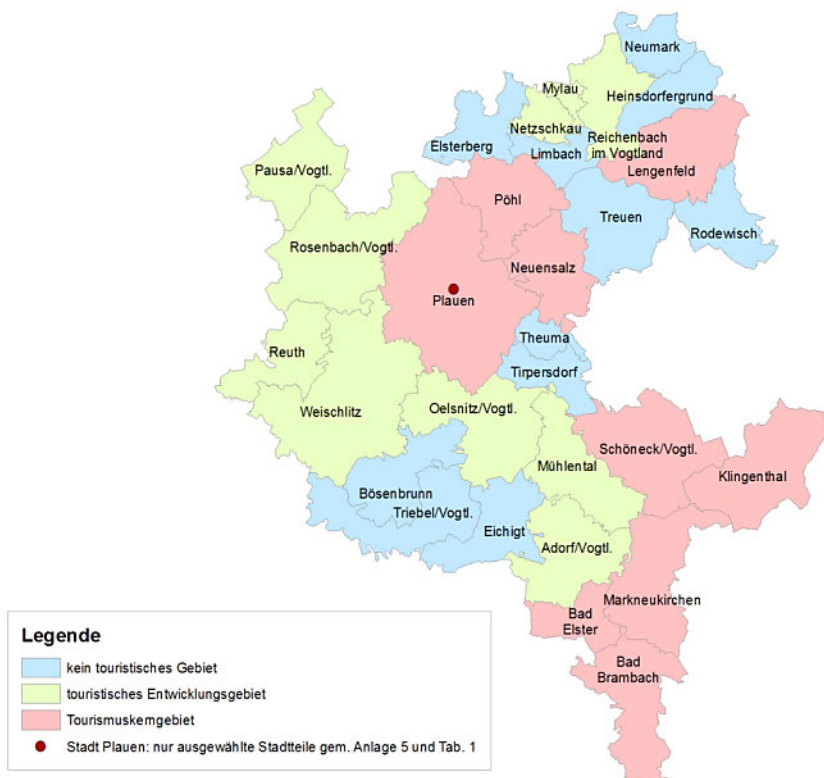 Neumark
Mylau
Heinsdorfergrund
Netzschkau
Elsterberg
Reichenbach
im Vogtland
Limbach
Lengenfeld
Pausa/Vogtl.
Pöhl
Treuen
Rodewisch
Rosenbach/Vogtl.
Neuensalz
Plauen
Theuma
Reuth
Tirpersdorf
Weischlitz
Oelsnitz/Vogtl.
Schöneck/Vogtl.
Mühlental
Klingenthal
Bösenbrunn
Triebel/Vogtl.
Eichigt
Adorf/Vogtl.
Markneukirchen
Bad
Elster
Bad
Brambach
Legende
kein touristisches Gebiet
touristisches Entwicklungsgebiet
Tourismuskerngebiet
Stadt Plauen: nur ausgewählte Stadtteile gem. Anlage 5 und Tab. 1